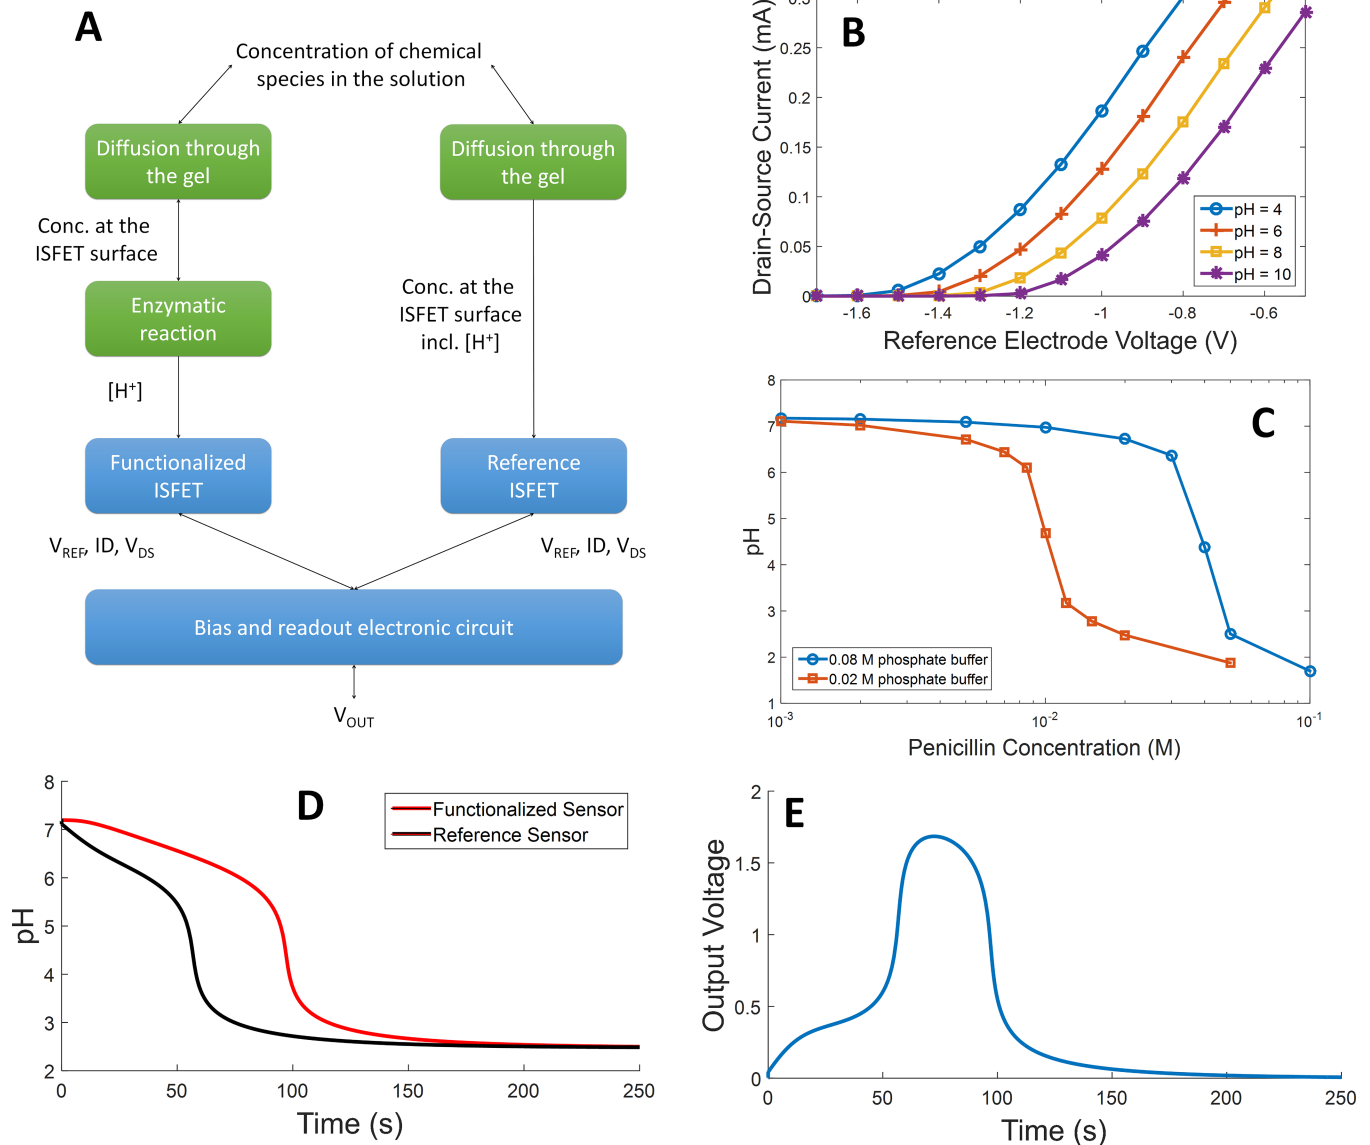 A
Concentration of chemical
species in the solution
Diffusion through
the gel
Diffusion through
the gel
Conc. at the
ISFET surface
Enzymatic
reaction
Conc. at the
ISFET surface
incl. [H+]
[H+]
Functionalized
ISFET
Reference
ISFET
VREF, ID, VDS
VREF, ID, VDS
Bias and readout electronic circuit
VOUT
B
Drain-Source Current (mA)
0.3
0.25
0.2
0.15
0.1
0.05
0
-1.6
-1.4
-1.2
-1
-0.8
-0.6
Reference Electrode Voltage (V)
pH = 4
pH = 6
pH = 8
pH = 10
C
pH
8
7
6
5
4
3
2
1
10-3
10-2
10-1
Penicillin Concentration (M)
0.08 M phosphate buffer
0.02 M phosphate buffer
D
pH
8
7
6
5
4
3
2
0
50
100
150
200
250
Time (s)
Functionalized Sensor
Reference Sensor
E
Output Voltage
2
1.5
1
0.5
0
0
50
100
150
200
250
Time (s)